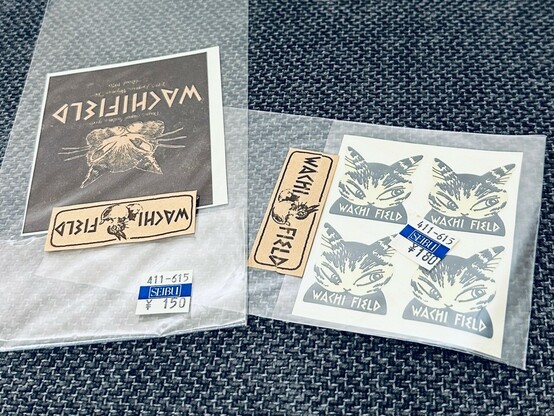 WACHIFIELD
WACHI FIELD
411-615
SEIBU
¥ 150
WACHI FIELD
WACHI FIELD
WACHI FIELD
411-615
SEIBU
¥ 180
WACHI FIELD
WACHI FIELD